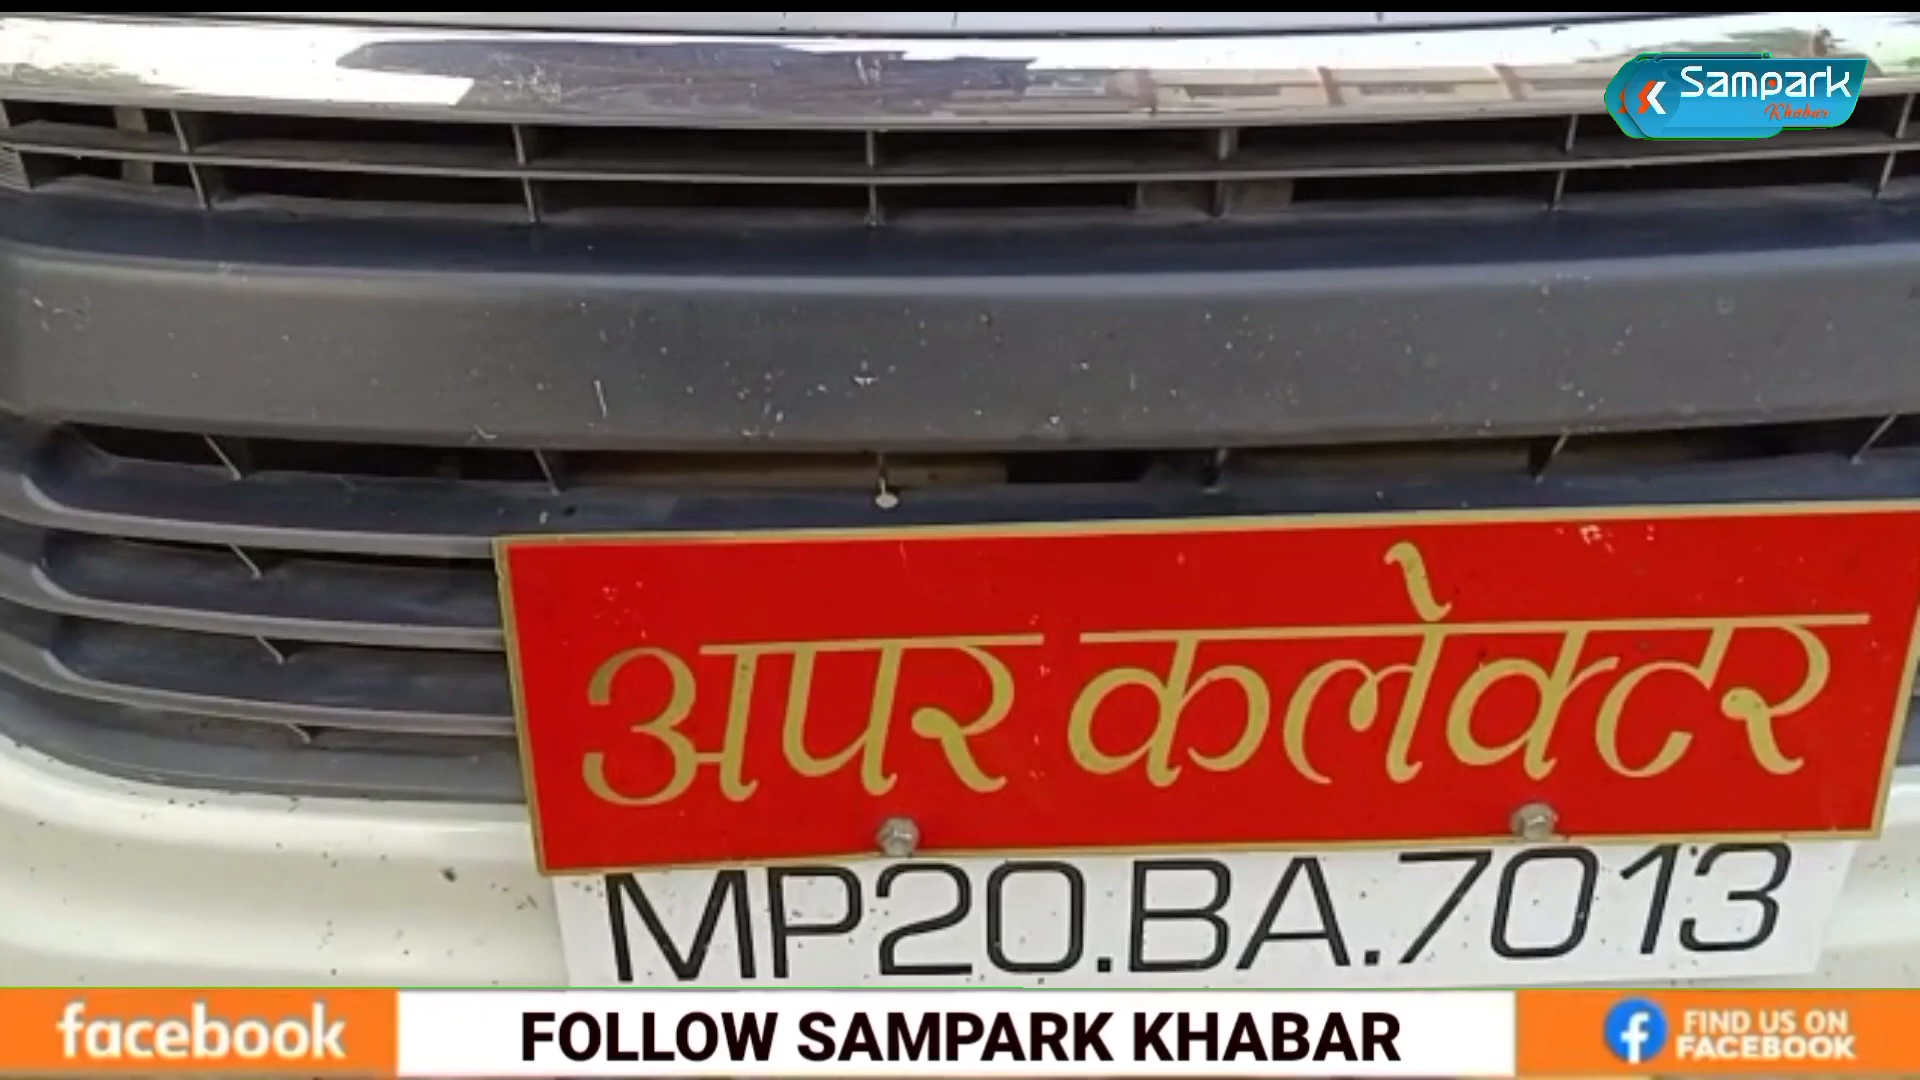 Sampark
Khabar
अपर कलेक्टर
MP20.BA.7013
facebook
FOLLOW SAMPARK KHABAR
FIND US ON
FACEBOOK